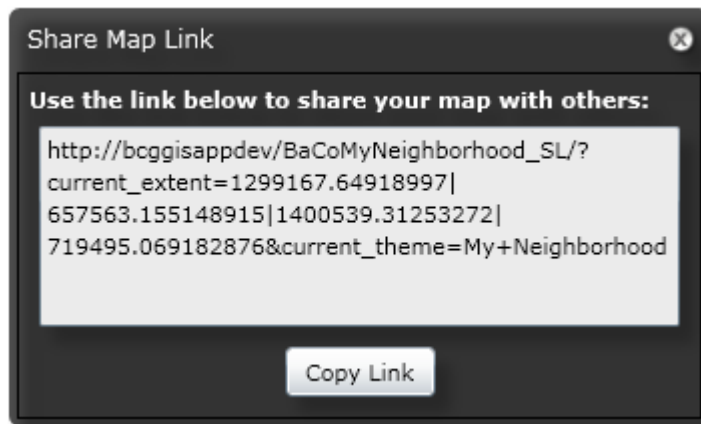 Share Map Link
Use the link below to share your map with others:
http://bcggisappdev/BaCoMyNeighborhood_SL/?
current_extent=1299167.64918997|
657563.155148915|1400539.31253272|
719495.069182876&current_theme=My+Neighborhood
Copy Link